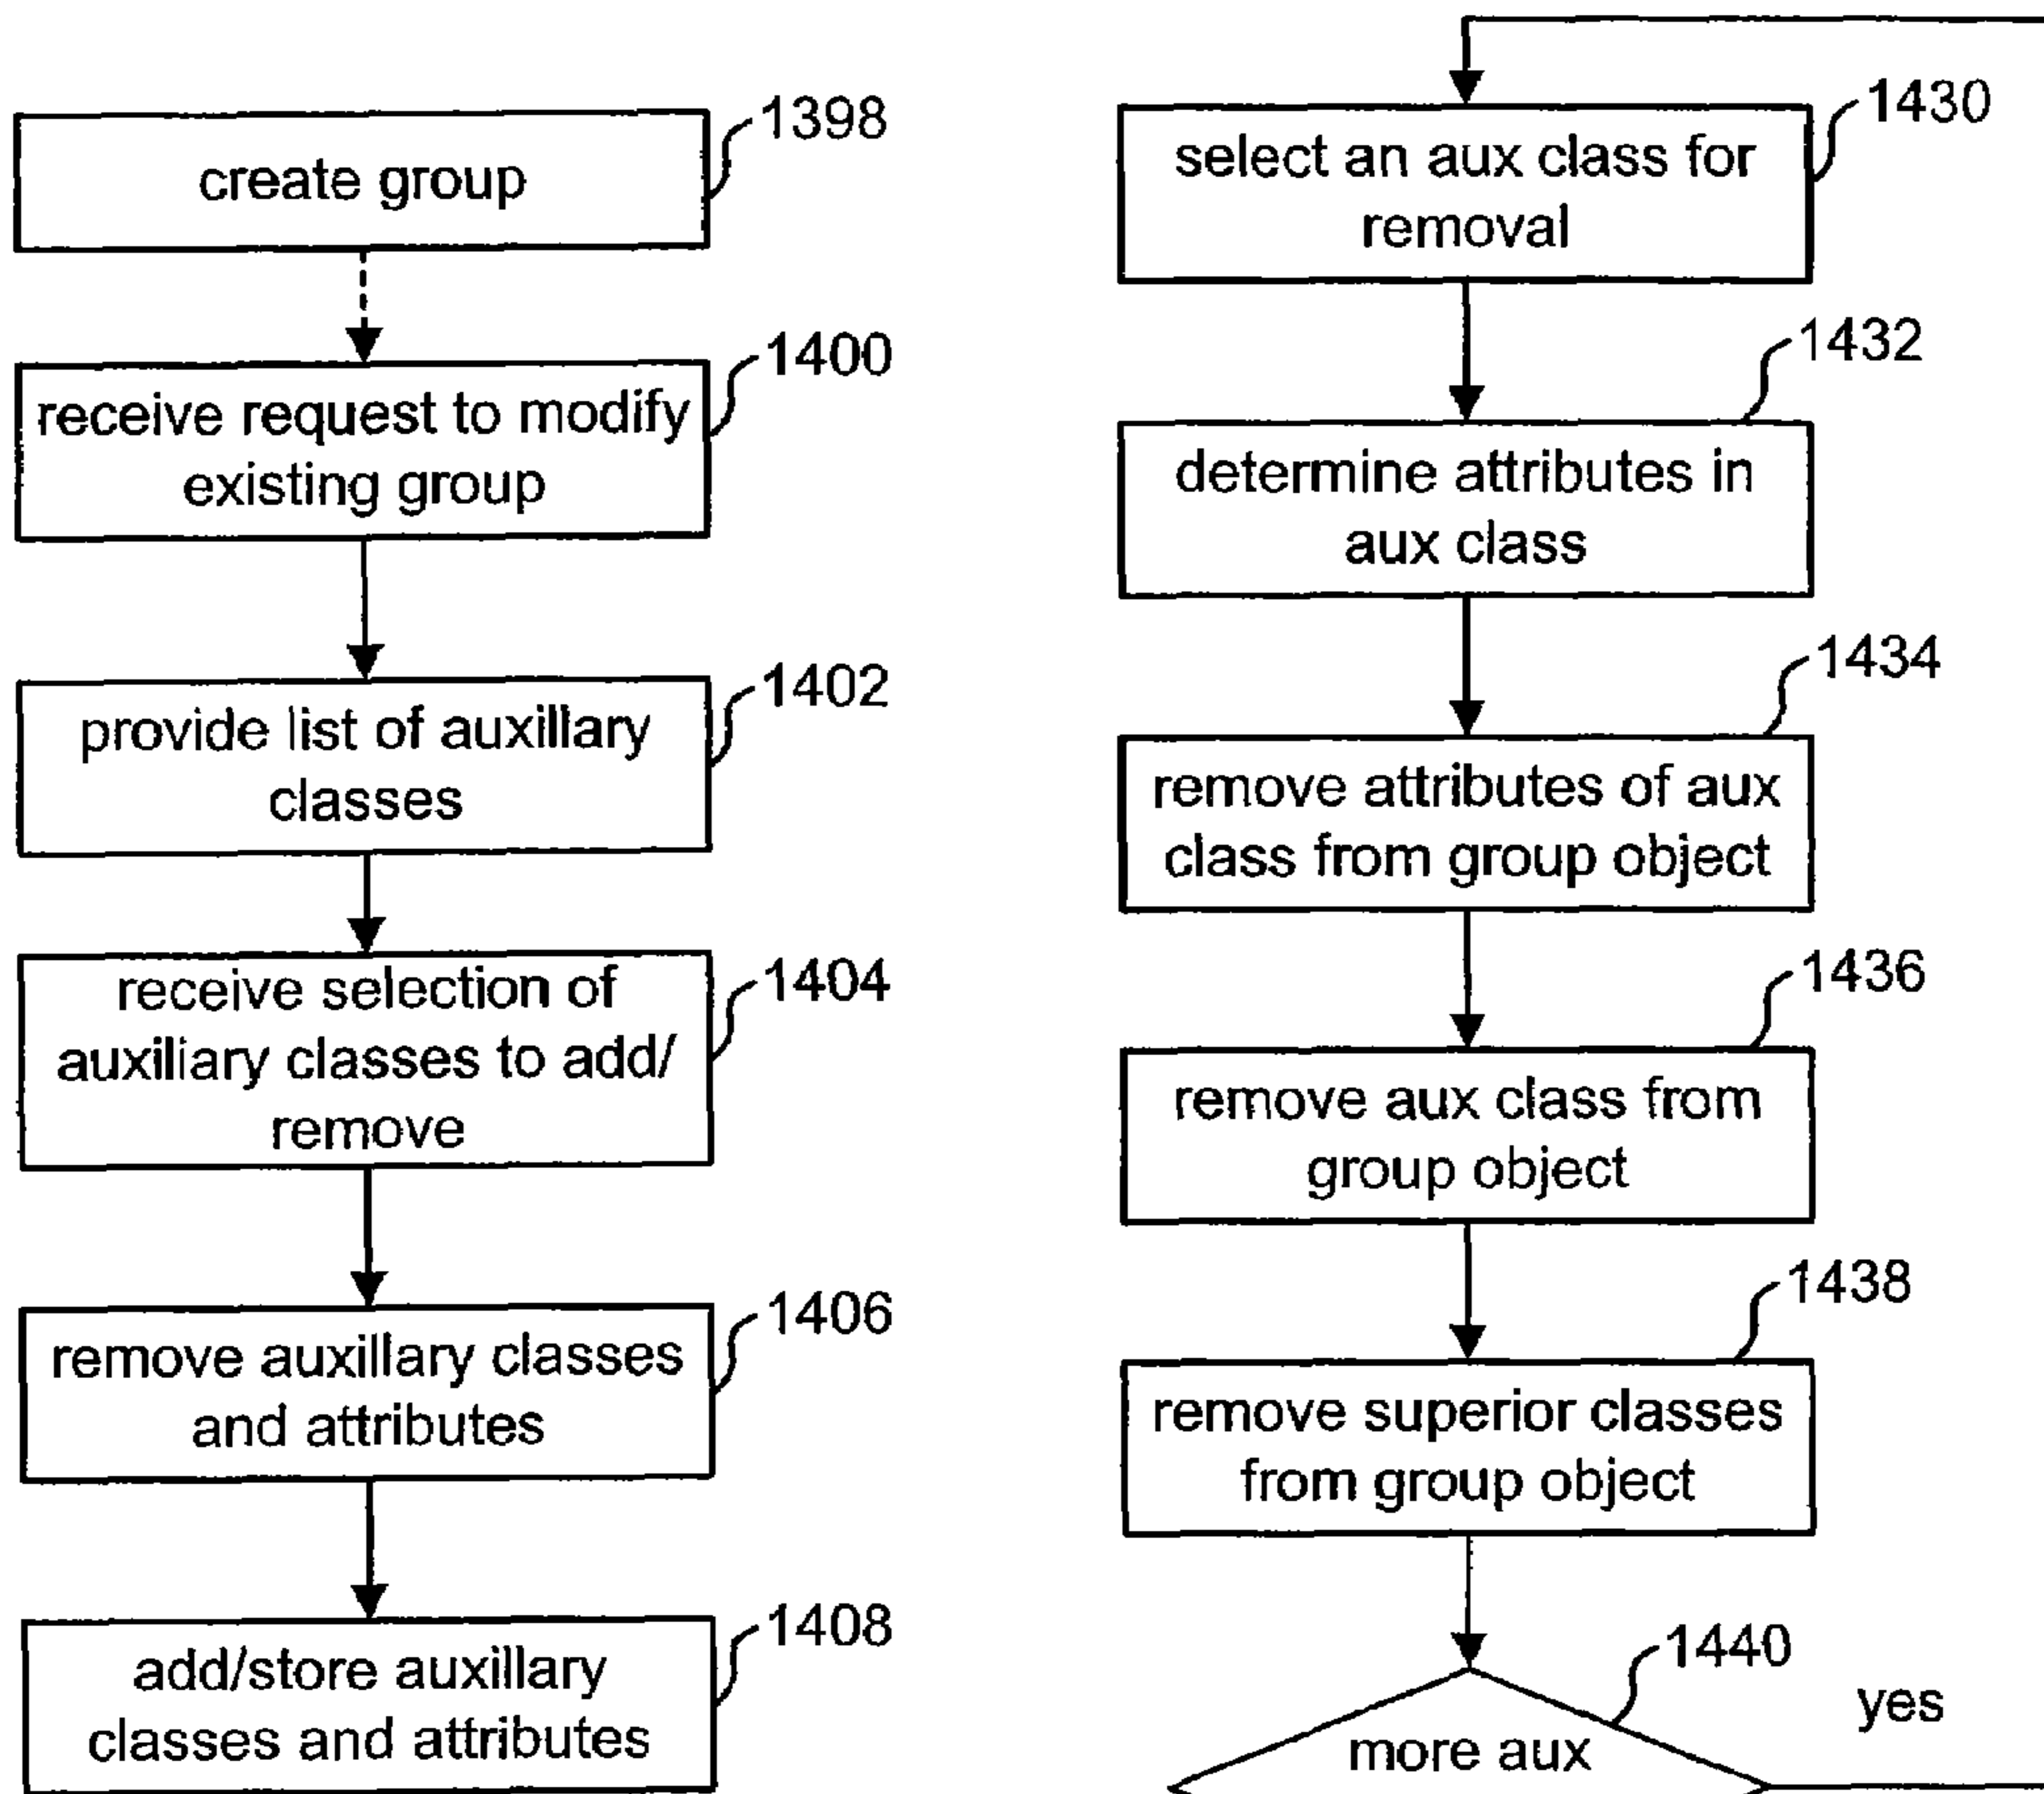 create group
1398
receive request to modify
existing group
1400
provide list of auxillary
classes
1402
receive selection of
auxiliary classes to add/
remove
1404
remove auxillary classes
and attributes
1406
add/store auxillary
classes and attributes
1408
select an aux class for
removal
1430
determine attributes in
aux class
1432
remove attributes of aux
class from group object
1434
remove aux class from
group object
1436
remove superior classes
from group object
1438
more aux
1440
yes